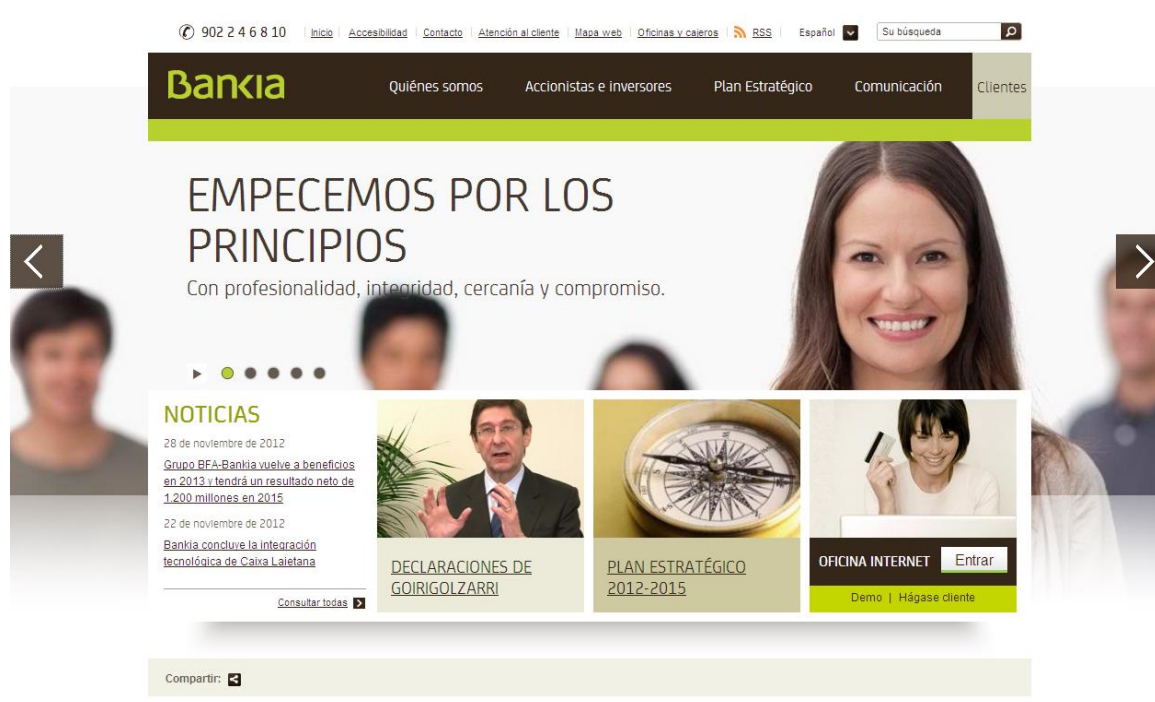 902 2 4 6 8 10 Inicio Accesibilidad Contacto Atención al cliente Mapa web Oficinas y cajeros RSS Español Su búsqueda
Bankia Quiénes somos Accionistas e inversores Plan Estratégico Comunicación Clientes
EMPECEMOS POR LOS
PRINCIPIOS
Con profesionalidad, integridad, cercanía y compromiso.
NOTICIAS
28 de noviembre de 2012
Grupo BFA-Bankia vuelve a beneficios
en 2013 y tendrá un resultado neto de
1.200 millones en 2015
22 de noviembre de 2012
Bankia concluye la integración
tecnológica de Caixa Laietana
Consultar todas
DECLARACIONES DE
GOIRIGOLZARRI
PLAN ESTRATÉGICO
2012-2015
OFICINA INTERNET Entrar
Demo | Hágase cliente
Compartir: